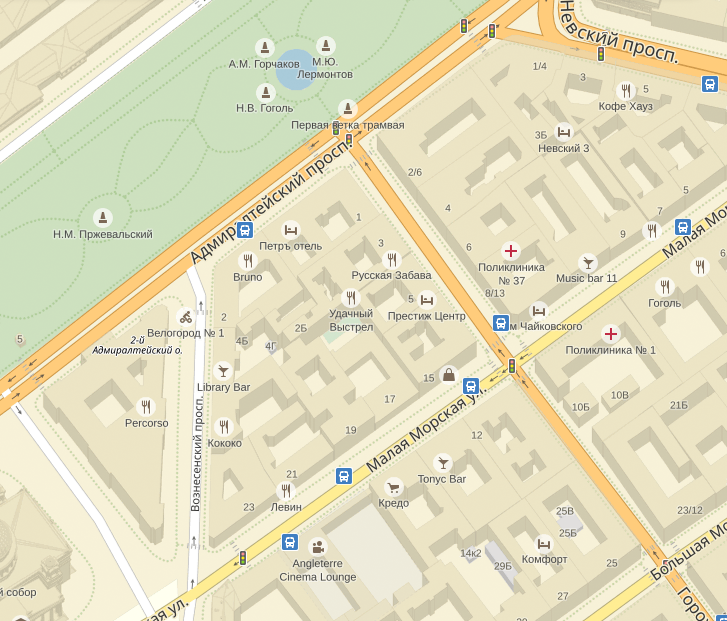 Невский просп.
А.М. Горчаков
М.Ю.
Лермонтов
Н.В. Гоголь
Первая ветка трамвая
1/4
3
5
Кофе Хауз
3Б
Невский 3
2/6
4
5
7
9
6
Малая Мор
Адмиралтейский просп.
Н.М. Пржевальский
1
Петръ отель
3
Bruno
Русская Забава
Поликлиника
№ 37
8/13
Music bar 11
6
Гоголь
5
Престиж Центр
Удачный
Выстрел
м Чайковского
Поликлиника № 1
2
Велогород № 1
2Б
4Б
4Г
5
2-й
Адмиралтейский о.
Library Bar
15
17
Малая Морская ул.
10В
10Б
21Б
Percorso
Кококо
19
12
Вознесенский просп.
21
Tonyc Bar
23
Левин
Кредо
25В
23/12
25Б
Angleterre
Cinema Lounge
14к2
29Б
Комфорт
25
27
Большая Мо
й собор
ая ул.
Горо